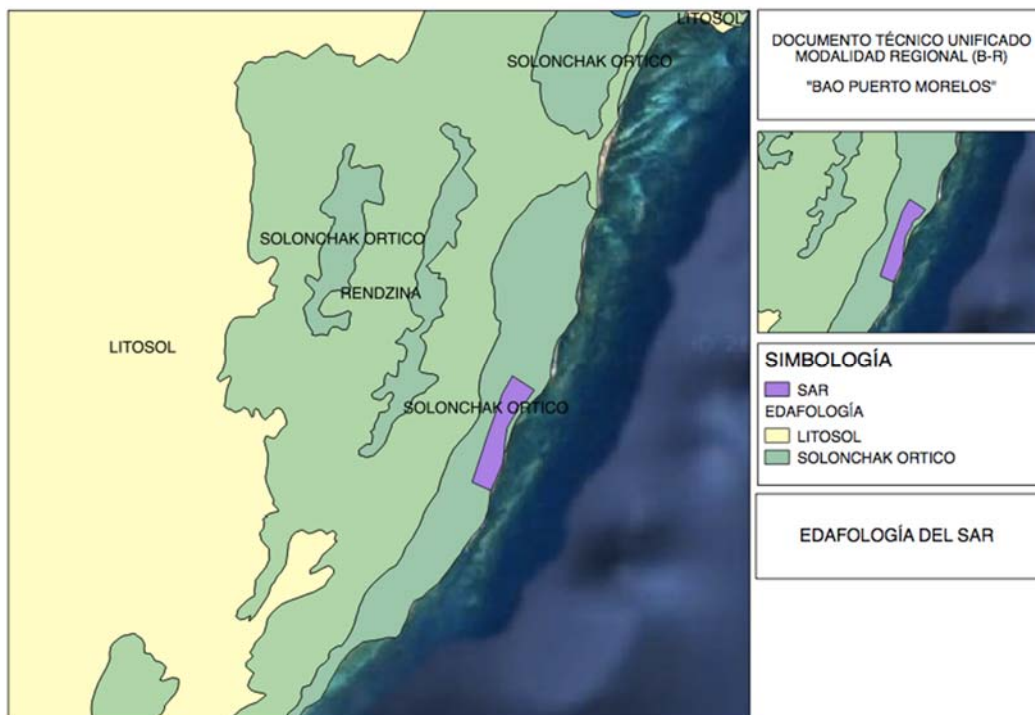 LITOSOL
SOLONCHAK ORTICO
SOLONCHAK ORTICO
RENDZINA
LITOSOL
SOLONCHAK ORTICO
DOCUMENTO TÉCNICO UNIFICADO
MODALIDAD REGIONAL (B-R)
"BAO PUERTO MORELOS"
SIMBOLOGÍA
SAR
EDAFOLOGÍA
LITOSOL
SOLONCHAK ORTICO
EDAFOLOGÍA DEL SAR